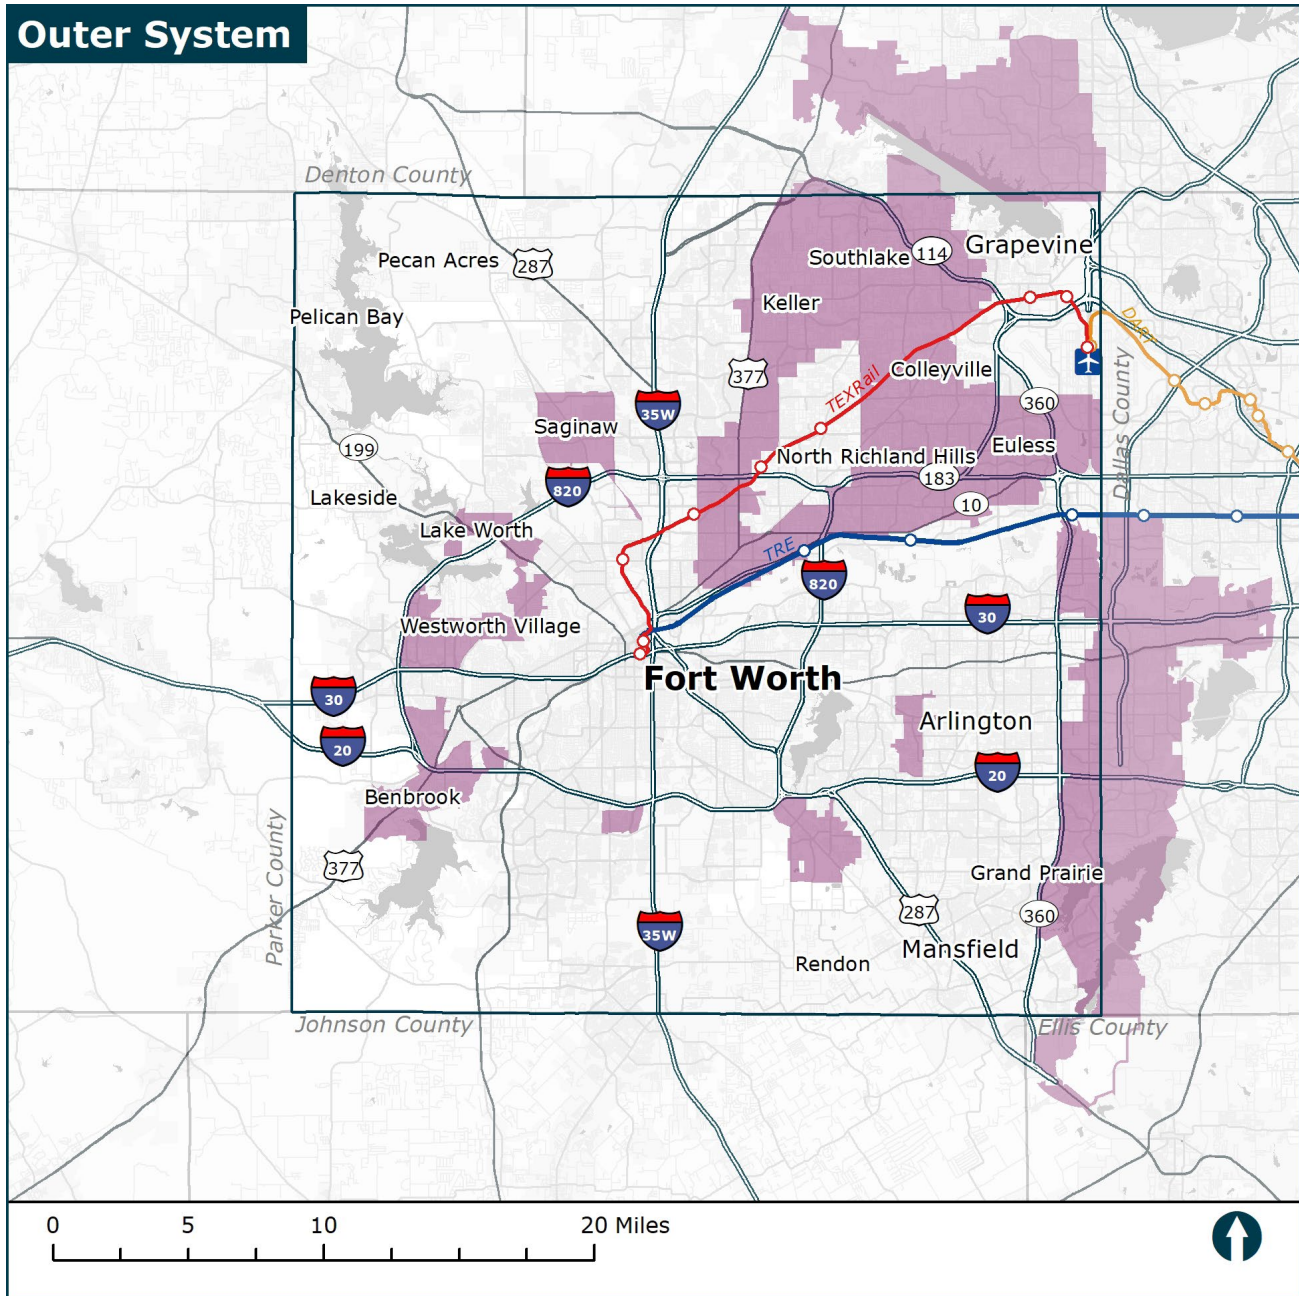 Outer System
Denton County
Pecan Acres
287
Southlake
114
Grapevine
Pelican Bay
Keller
DART
377
TEXRail
Colleyville
35W
360
Dallas County
Saginaw
199
North Richland Hills
Euless
183
820
Lakeside
10
Lake Worth
TRE
820
30
Westworth Village
Fort Worth
30
Arlington
20
20
Benbrook
Parker County
377
Grand Prairie
287
360
35W
Mansfield
Rendon
Johnson County
Ellis County
0 5 10 20 Miles